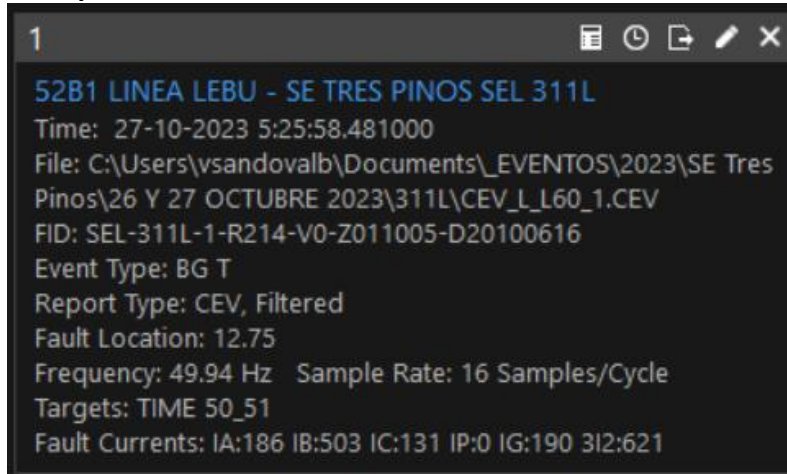 1
52B1 LINEA LEBU - SE TRES PINOS SEL 311L
Time: 27-10-2023 5:25:58.481000
File: C:\Users\vsandovalb\Documents\_EVENTOS\2023\SE Tres
Pinos\26 Y 27 OCTUBRE 2023\311L\CEV_L_L60_1.CEV
FID: SEL-311L-1-R214-V0-Z011005-D20100616
Event Type: BG T
Report Type: CEV, Filtered
Fault Location: 12.75
Frequency: 49.94 Hz Sample Rate: 16 Samples/Cycle
Targets: TIME 50_51
Fault Currents: IA:186 IB:503 IC:131 IP:0 IG:190 3I2:621